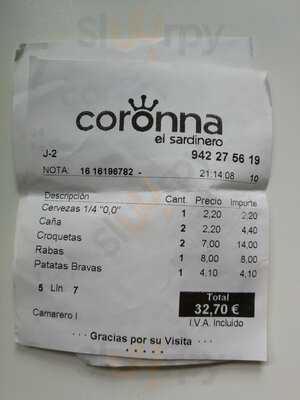 coronna
el sardinero
J-2 942 27 56 19
NOTA: 16 16196782 - 21:14:08 10
Descripción Cant Precio Importe
Cervezas 1/4 "0,0" 1 2,20 2,20
Caña 2 2,20 4,40
Croquetas 2 7,00 14,00
Rabas 1 8,00 8,00
Patatas Bravas 1 4,10 4,10
5 Lín 7
Total
32,70 €
I.V.A. Incluido
Camarero I
··· Gracias por su Visita ···
·····